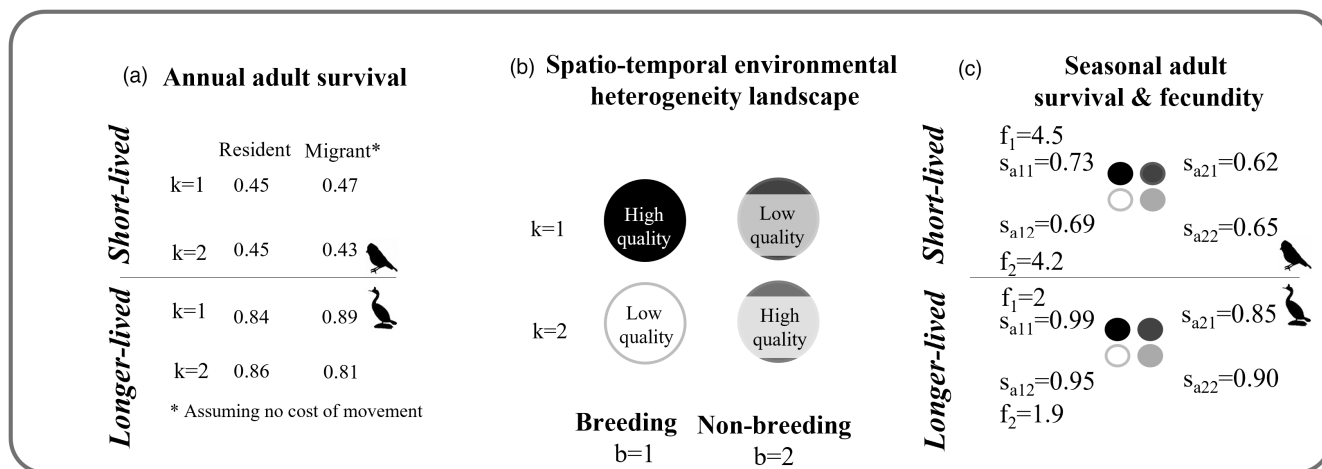 (a) Annual adult survival
Short-lived
Resident Migrant*
k=1 0.45 0.47
k=2 0.45 0.43
Longer-lived
k=1 0.84 0.89
k=2 0.86 0.81
* Assuming no cost of movement
(b) Spatio-temporal environmental
heterogeneity landscape
k=1
High
quality
Low
quality
k=2
Low
quality
High
quality
Breeding Non-breeding
b=1 b=2
(c) Seasonal adult
survival & fecundity
Short-lived
f1=4.5
sa11=0.73 sa21=0.62
sa12=0.69 sa22=0.65
f2=4.2
Longer-lived
f1=2
sa11=0.99 sa21=0.85
sa12=0.95 sa22=0.90
f2=1.9